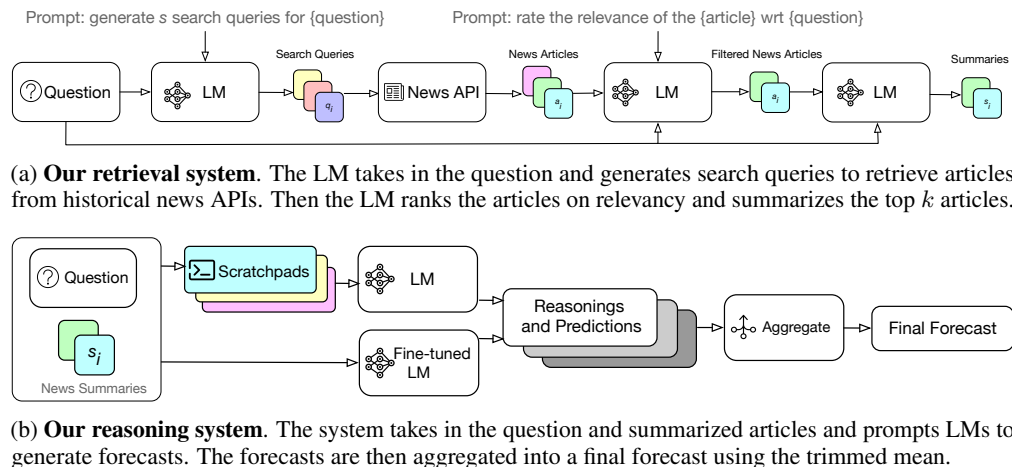 Prompt: generate s search queries for {question}
Prompt: rate the relevance of the {article} wrt {question}
Search Queries
News Articles
Filtered News Articles
Summaries
Question
LM
q_i
News API
a_i
LM
a_i
LM
s_i
(a) Our retrieval system. The LM takes in the question and generates search queries to retrieve articles
from historical news APIs. Then the LM ranks the articles on relevancy and summarizes the top k articles.
Question
Scratchpads
LM
Reasonings
and Predictions
Aggregate
Final Forecast
s_i
Fine-tuned
LM
News Summaries
(b) Our reasoning system. The system takes in the question and summarized articles and prompts LMs to
generate forecasts. The forecasts are then aggregated into a final forecast using the trimmed mean.